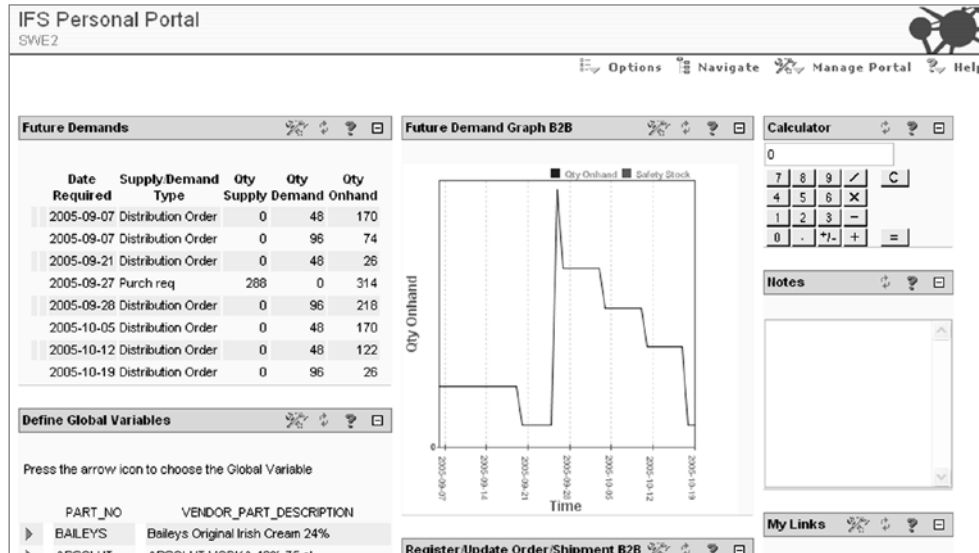 IFS Personal Portal
SWE2
Options Navigate Manage Portal Help
Future Demands
Date Required Supply/Demand Type Qty Supply Qty Demand Qty Onhand
2005-09-07 Distribution Order 0 48 170
2005-09-07 Distribution Order 0 96 74
2005-09-21 Distribution Order 0 48 26
2005-09-27 Purch req 288 0 314
2005-09-28 Distribution Order 0 96 218
2005-10-05 Distribution Order 0 48 170
2005-10-12 Distribution Order 0 48 122
2005-10-19 Distribution Order 0 96 26
Define Global Variables
Press the arrow icon to choose the Global Variable
PART_NO VENDOR_PART_DESCRIPTION
BAILEYS Baileys Original Irish Cream 24%
Future Demand Graph B2B
Qty Onhand Safety Stock
Qty Onhand
0
2005-09-07 2005-09-14 2005-09-21 2005-09-28 2005-10-05 2005-10-12 2005-10-19
Time
Register/Update Order/Shipment B2B
Calculator
0
7 8 9 / C
4 5 6 X
1 2 3 -
0 . +/- + =
Notes
My Links